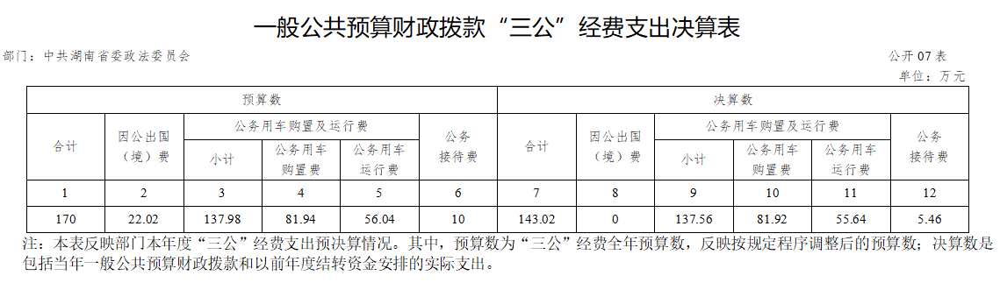 一般公共预算财政拨款“三公”经费支出决算表
部门：中共湖南省委政法委员会 公开 07 表
单位：万元
预算数 决算数
合计 因公出国（境）费 公务用车购置及运行费 公务接待费 合计 因公出国（境）费 公务用车购置及运行费 公务接待费
小计 公务用车购置费 公务用车运行费 小计 公务用车购置费 公务用车运行费
1 2 3 4 5 6 7 8 9 10 11 12
170 22.02 137.98 81.94 56.04 10 143.02 0 137.56 81.92 55.64 5.46
注：本表反映部门本年度“三公”经费支出预决算情况。其中，预算数为“三公”经费全年预算数，反映按规定程序调整后的预算数；决算数是
包括当年一般公共预算财政拨款和以前年度结转资金安排的实际支出。